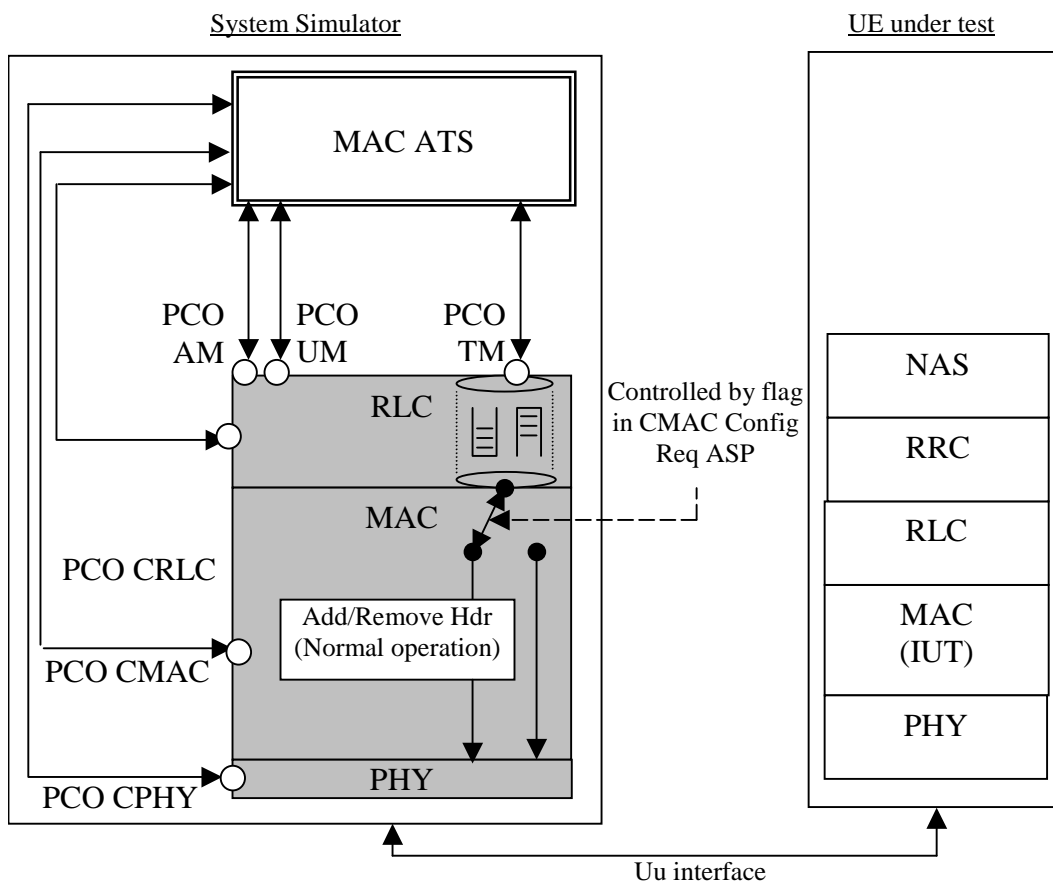 System Simulator
UE under test
MAC ATS
PCO
AM
PCO
UM
PCO
TM
Controlled by flag
in CMAC Config
Req ASP
RLC
MAC
PCO CRLC
Add/Remove Hdr
(Normal operation)
PCO CMAC
PHY
PCO CPHY
NAS
RRC
RLC
MAC
(IUT)
PHY
Uu interface